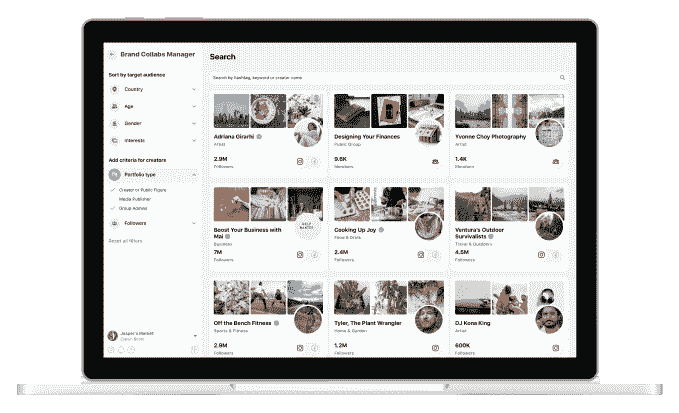 Brand Collabs Manager
Sort by target audience
Country
Age
Gender
Interests
Add criteria for creators
Portfolio type
Creator or Public Figure
Media Publisher
Group Admins
Followers
Reset all filters
Jasper's Market
Search
Search by hashtag, keyword or creator name
Adriana Girarhi
Artist
2.9M
Followers
Designing Your Finances
Public Group
9.6K
Members
Yvonne Choy Photography
Artist
1.4K
Members
Boost Your Business with
Mai
Business
7M
Followers
HELP
WANTED
Cooking Up Joy
Food & Drink
2.4M
Followers
Ventura's Outdoor
Survivalists
Travel & Outdoors
4.5M
Followers
Off the Bench Fitness
Sports & Fitness
2.9M
Followers
Tyler, The Plant Wrangler
Home & Garden
1.2M
Followers
DJ Kona King
Artist
600K
Followers